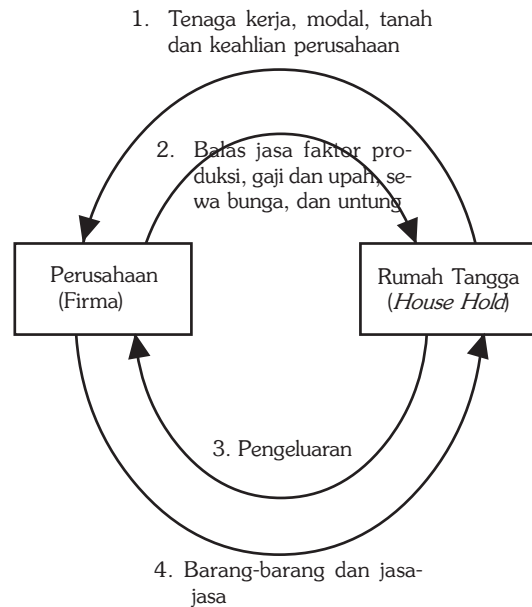 1. Tenaga kerja, modal, tanah
dan keahlian perusahaan
2. Balas jasa faktor pro-
duksi, gaji dan upah, se-
wa bunga, dan untung
Perusahaan
(Firma)
Rumah Tangga
(House Hold)
3. Pengeluaran
4. Barang-barang dan jasa-
jasa